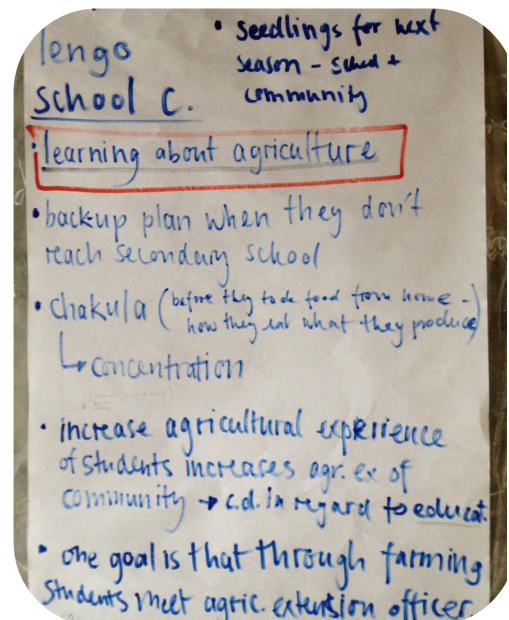 lengo
school C.
• Seedlings for next
season - school +
community
• learning about agriculture
• backup plan when they don't
reach secondary school
• chakula (before they took food from home -
now they eat what they produce)
↳ concentration
• increase agricultural experience
of students increases agr. ex of
community → c.d. in regard to educat.
• one goal is that through farming
students meet agric. extension officer